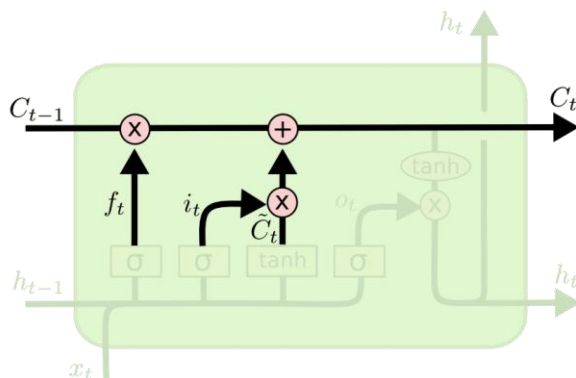 h_t
C_{t-1} x + C_t
tanh
f_t i_t x C̃_t o_t x
σ σ tanh σ
h_{t-1} h_t
x_t